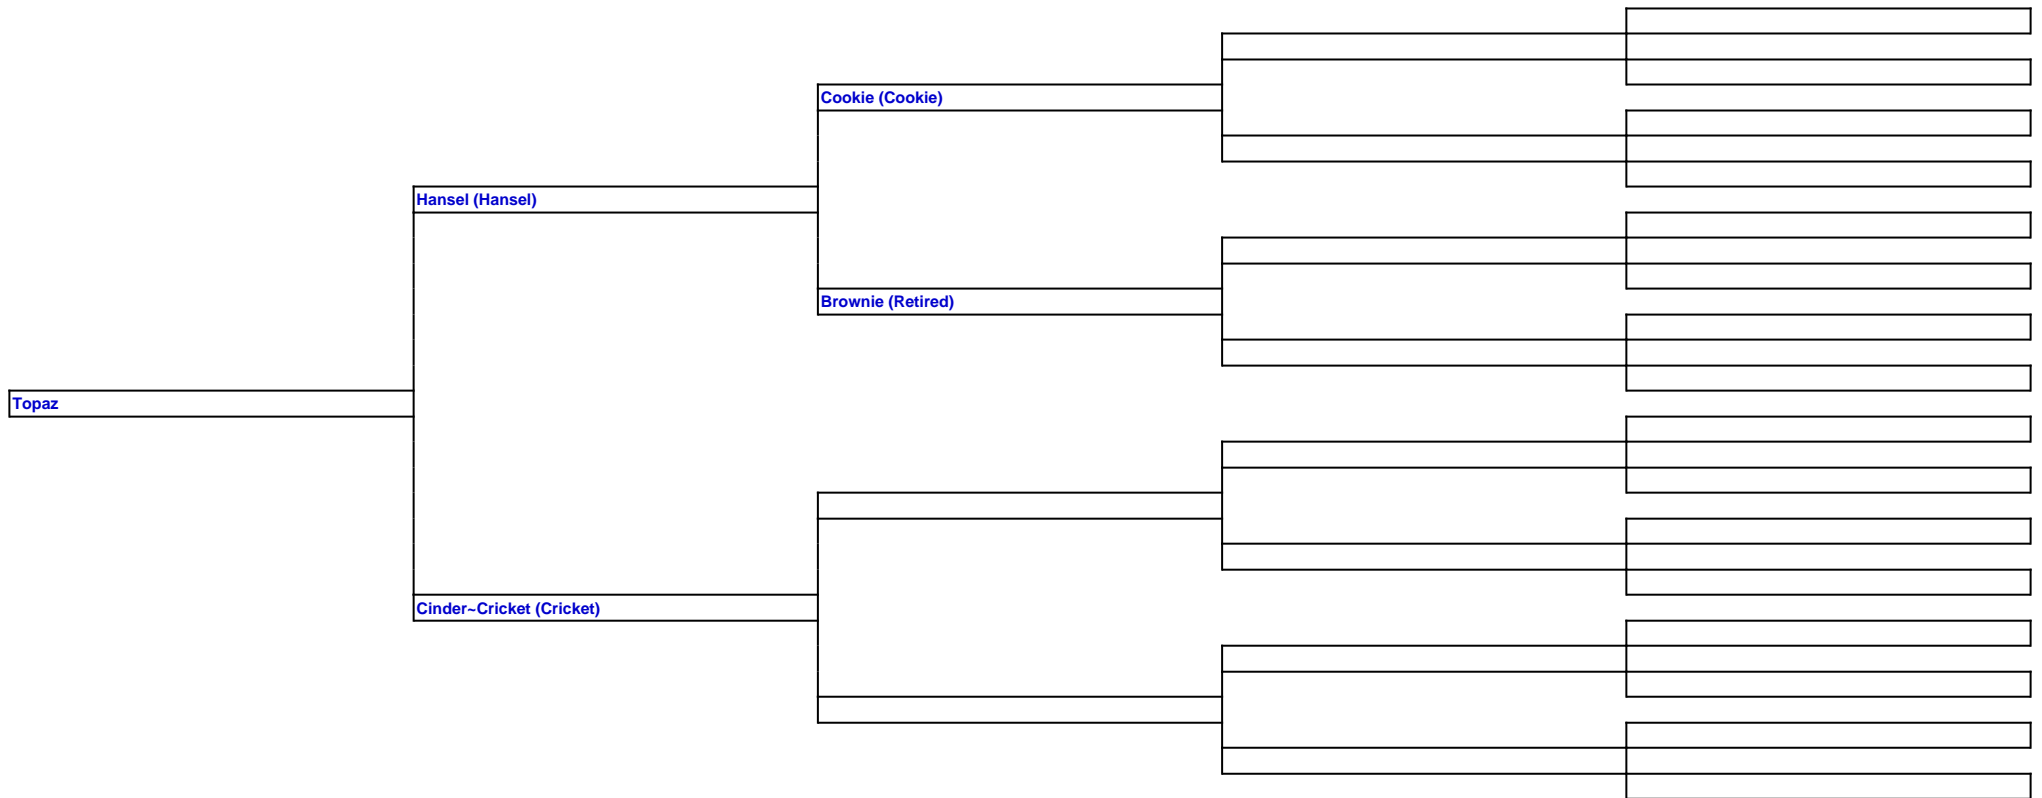 Cookie (Cookie)
Hansel (Hansel)
Brownie (Retired)
Topaz
Cinder~Cricket (Cricket)